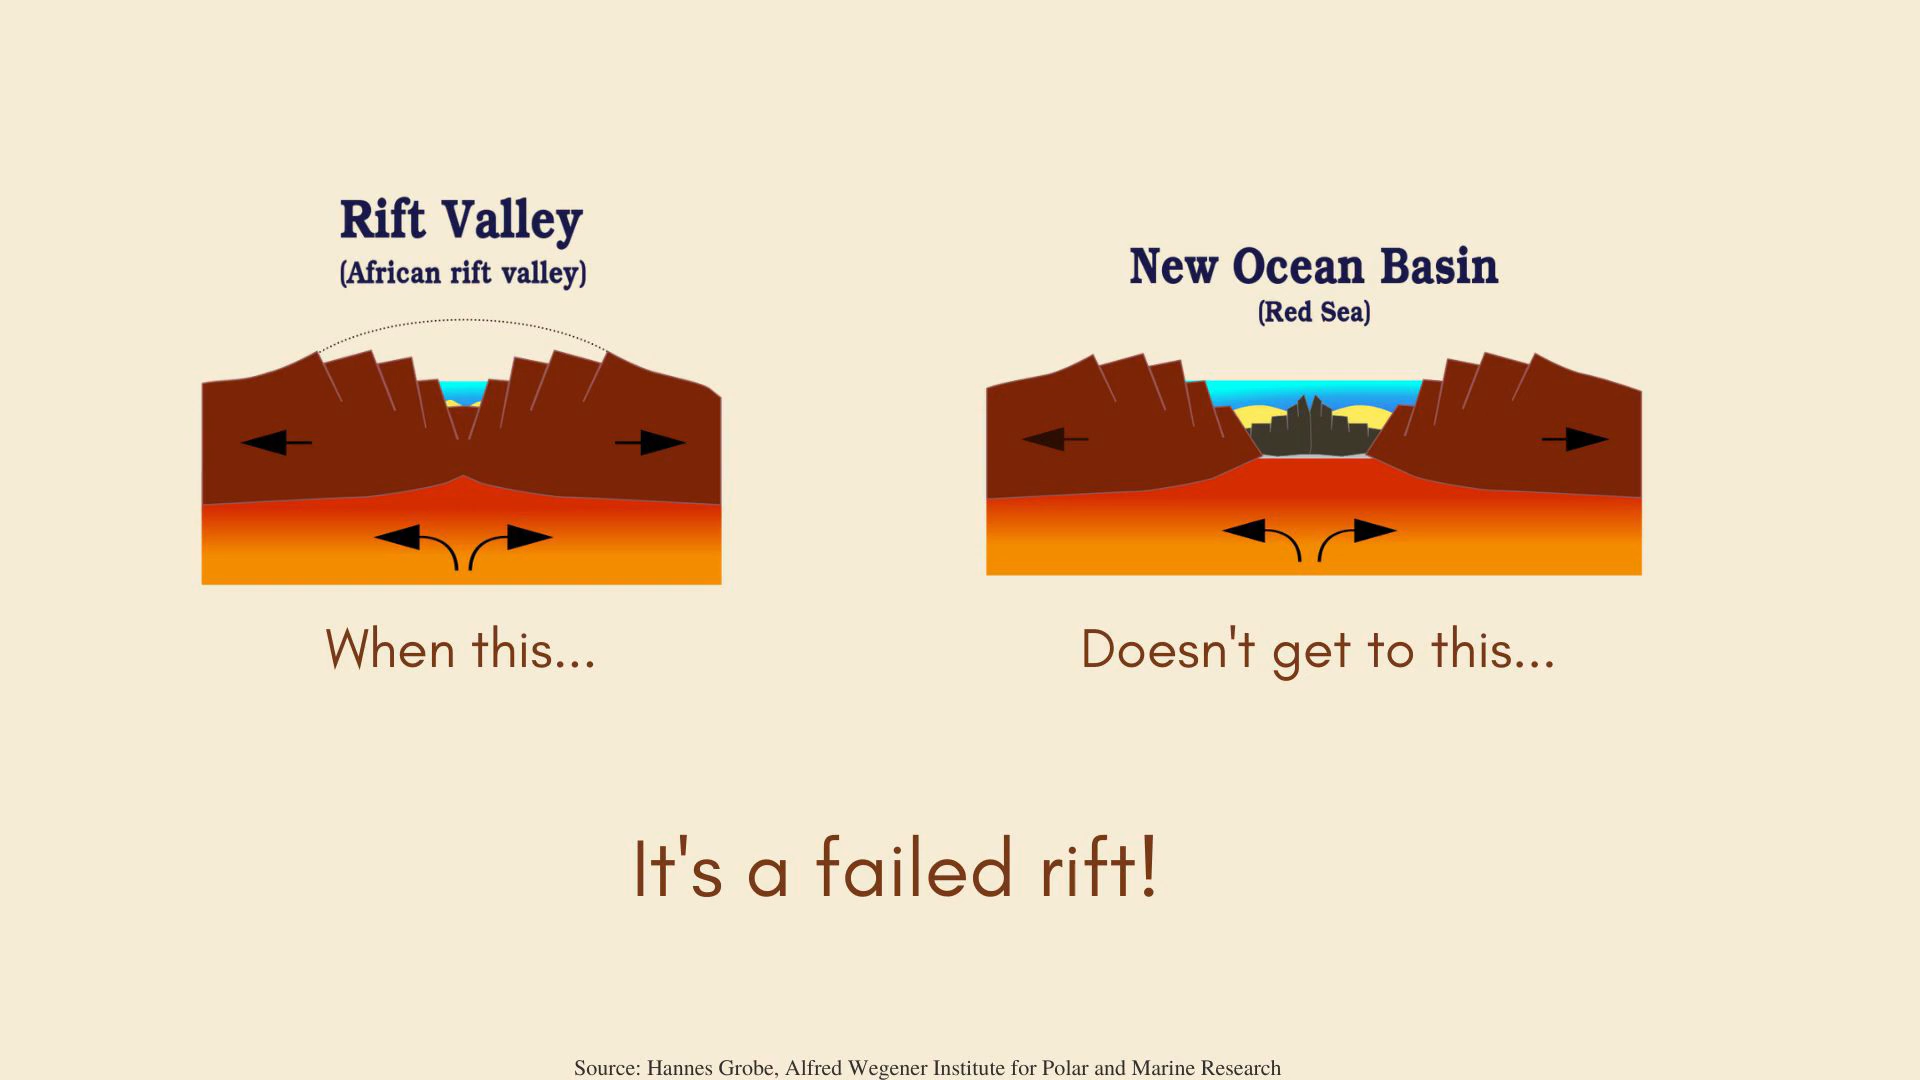 Rift Valley
(African rift valley)
New Ocean Basin
(Red Sea)
When this...
Doesn't get to this...
It's a failed rift!
Source: Hannes Grobe, Alfred Wegener Institute for Polar and Marine Research